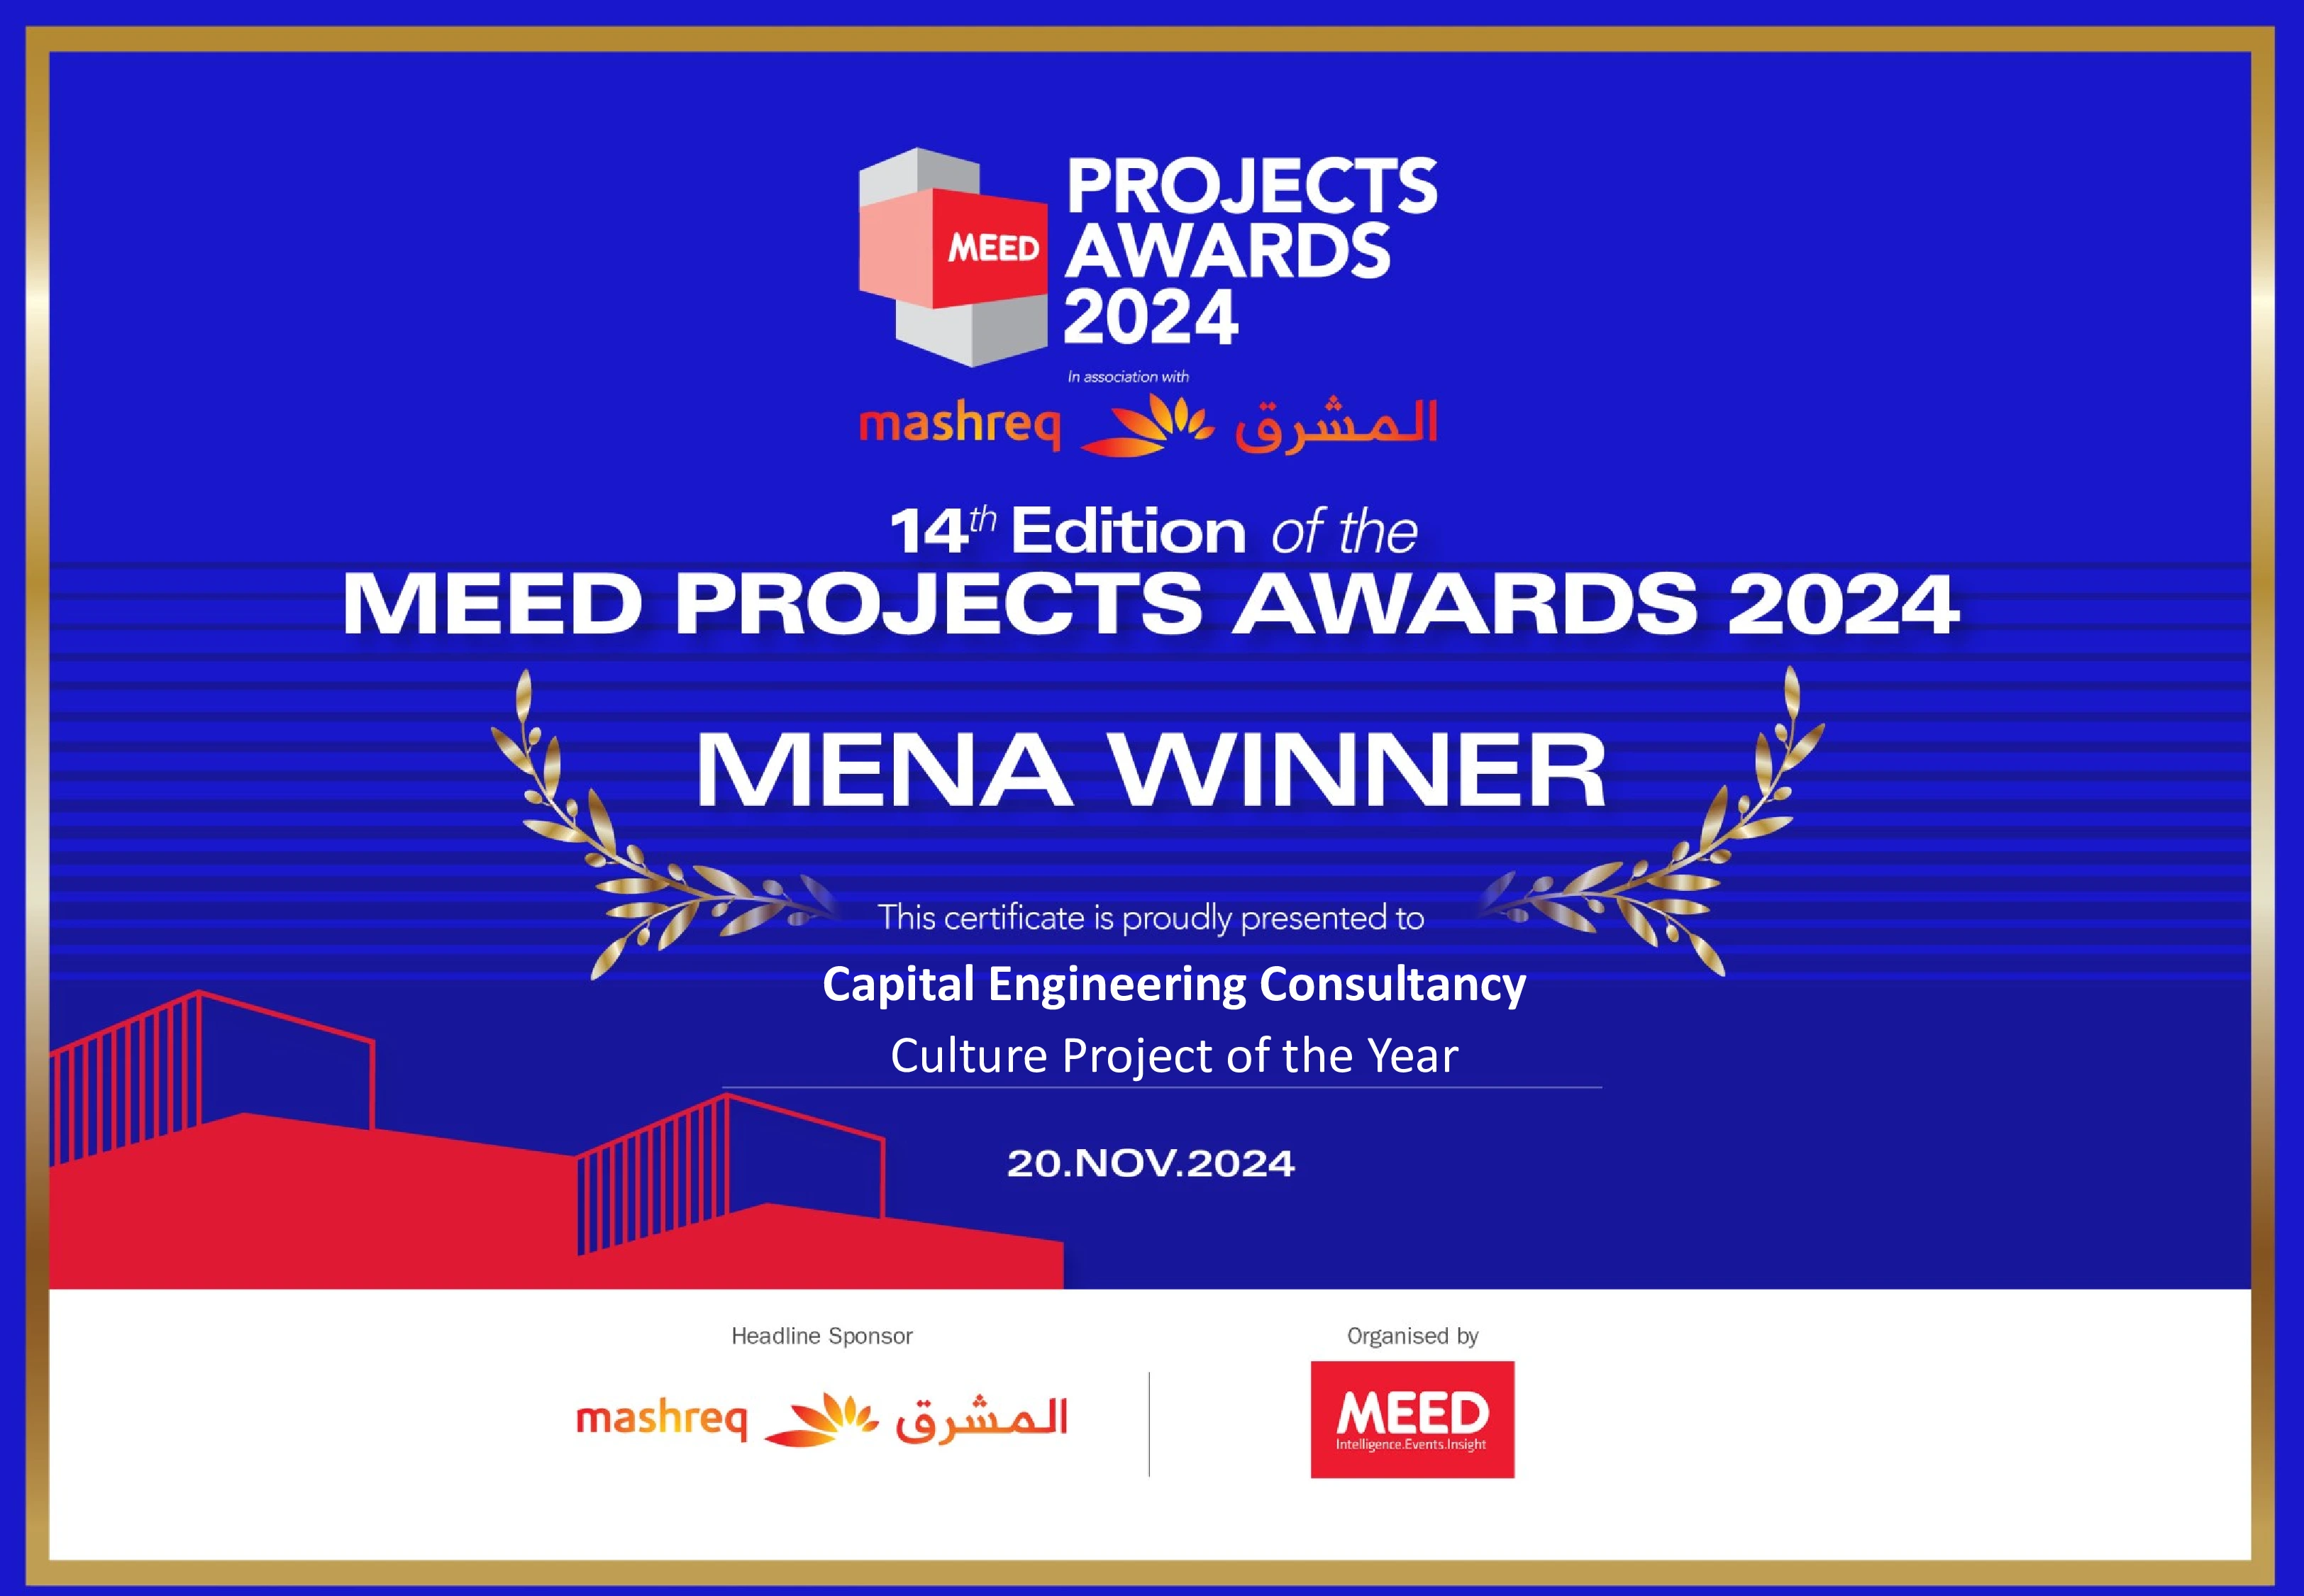 MEED
PROJECTS
AWARDS
2024
In association with
mashreq المشرق
14th Edition of the
MEED PROJECTS AWARDS 2024
MENA WINNER
This certificate is proudly presented to
Capital Engineering Consultancy
Culture Project of the Year
20.NOV.2024
Headline Sponsor
mashreq المشرق
Organised by
MEED
Intelligence.Events.Insight